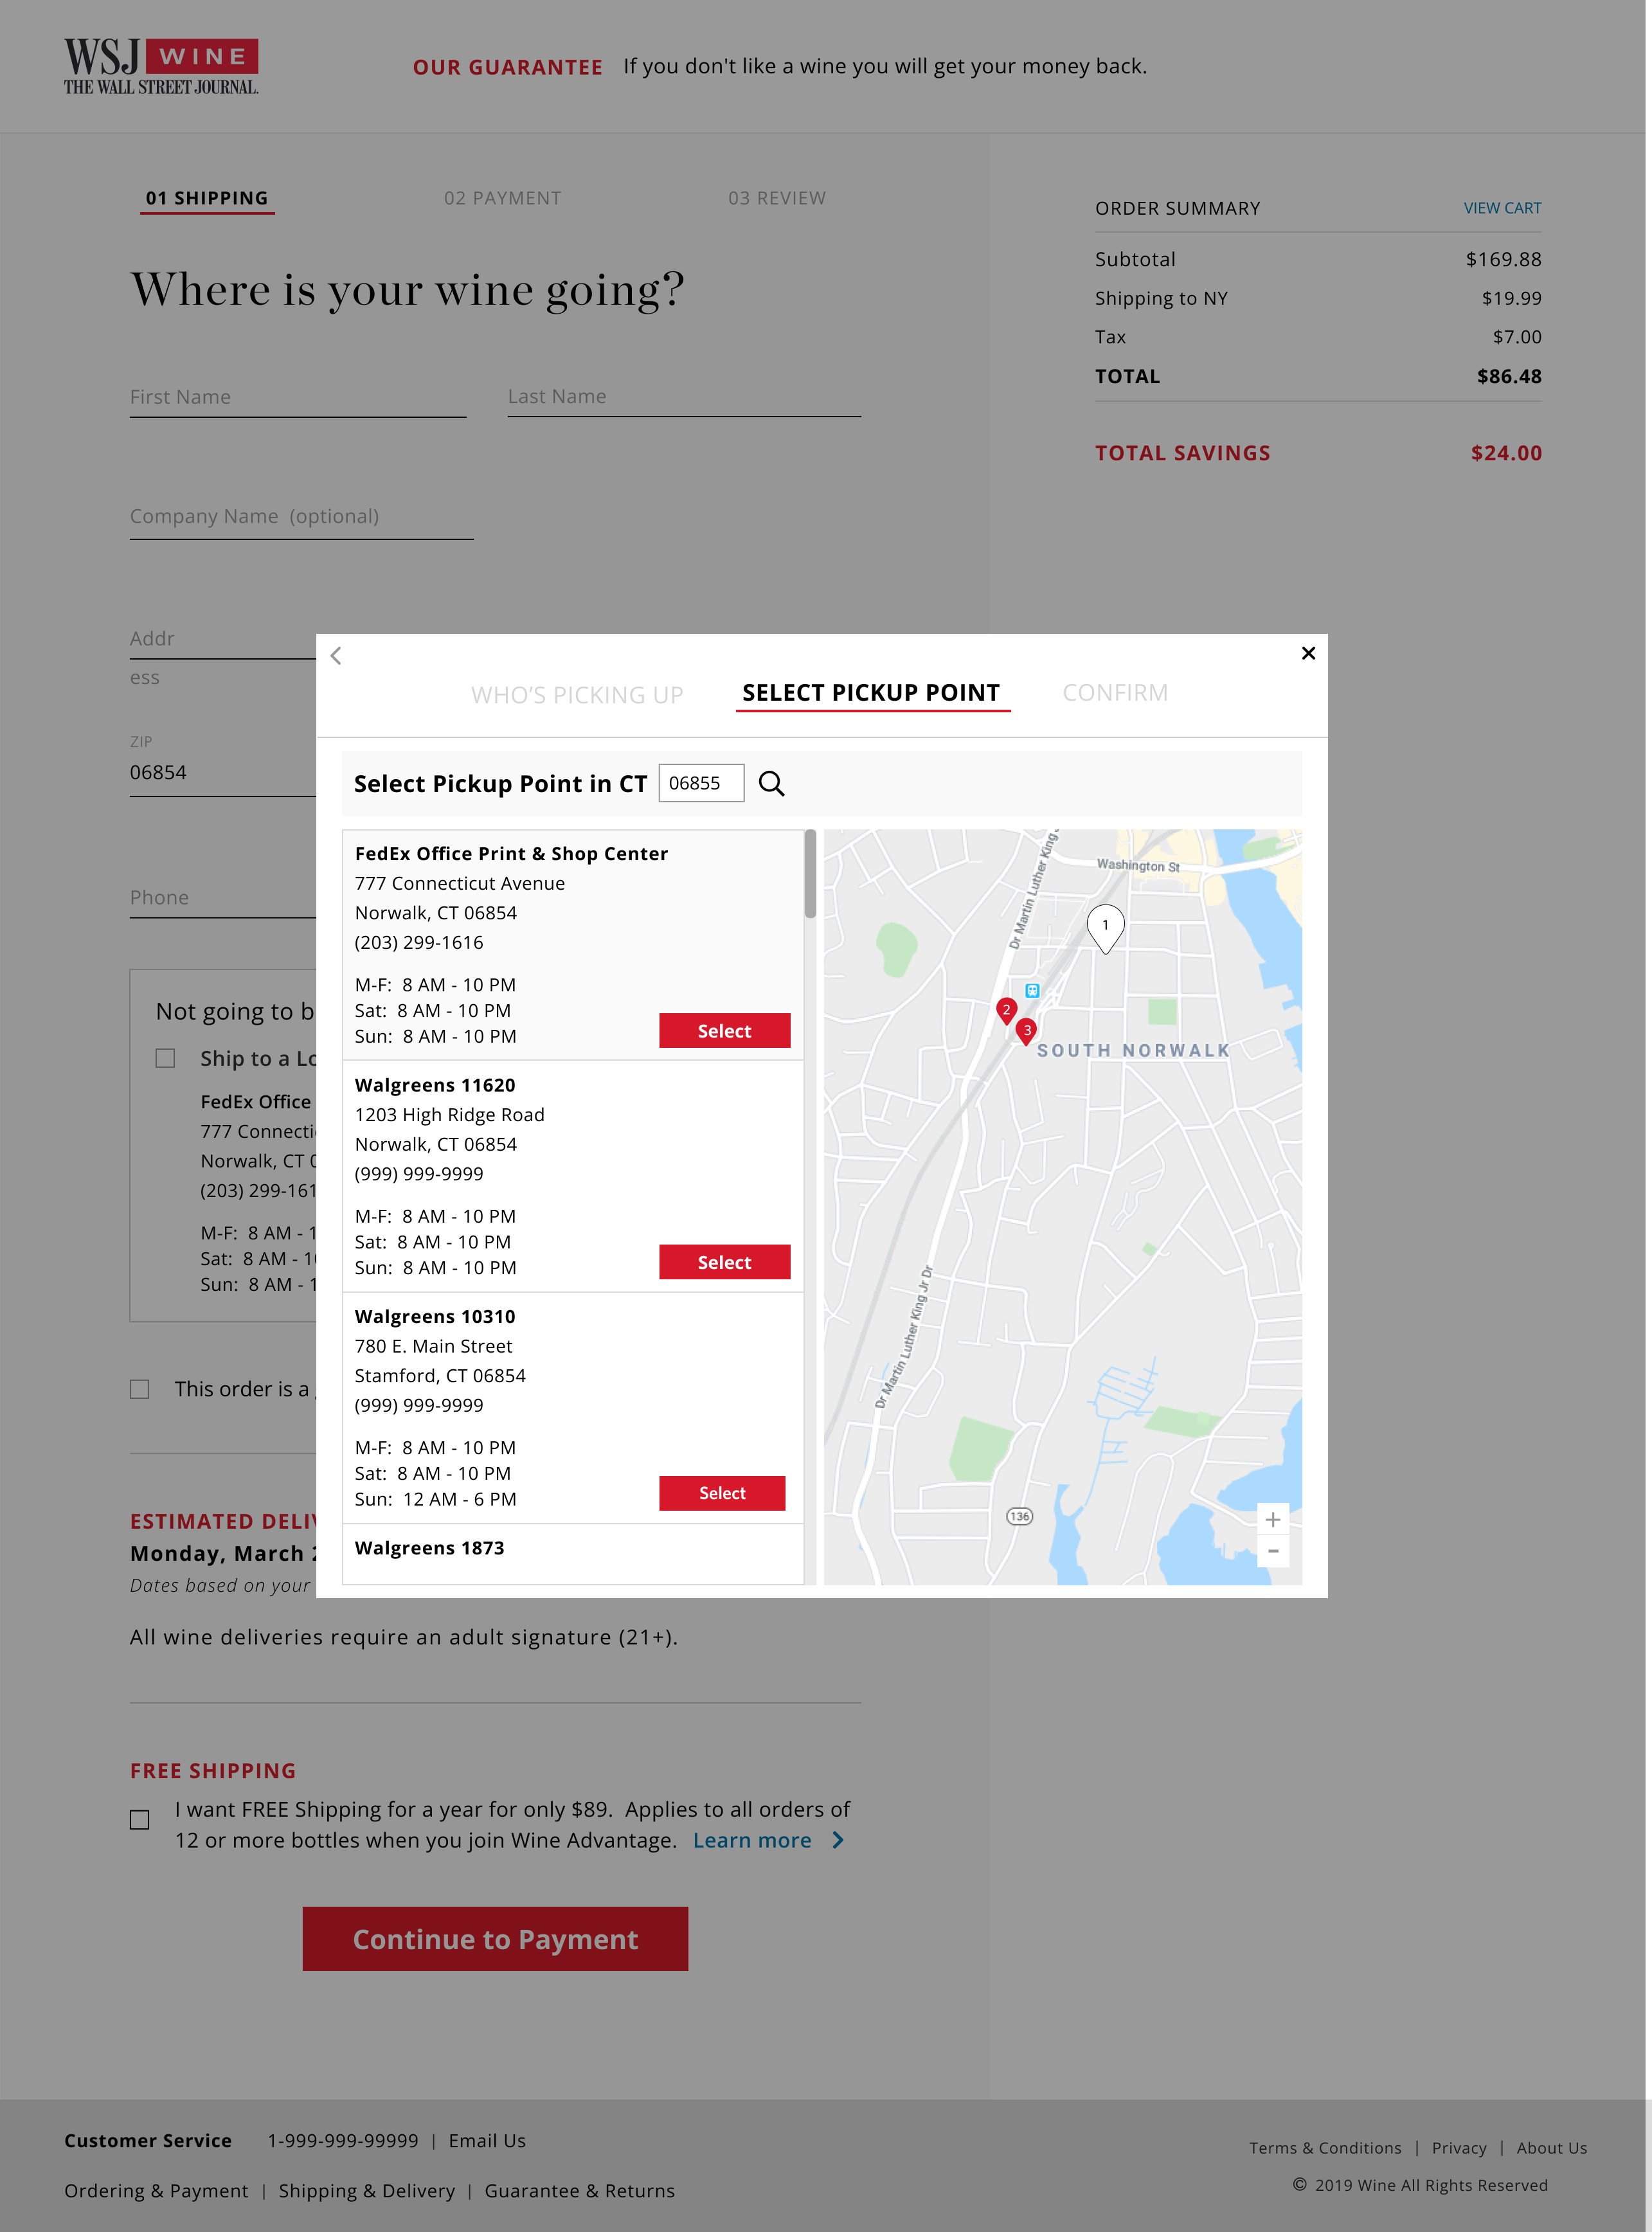 WSJ WINE
THE WALL STREET JOURNAL.
OUR GUARANTEE If you don't like a wine you will get your money back.
01 SHIPPING 02 PAYMENT 03 REVIEW
Where is your wine going?
First Name Last Name
Company Name (optional)
Addr
ess
ZIP
06854
Phone
Not going to b
Ship to a Lo
FedEx Office
777 Connecti
Norwalk, CT 0
(203) 299-161
M-F: 8 AM - 1
Sat: 8 AM - 1
Sun: 8 AM - 1
This order is a
ESTIMATED DELIV
Monday, March 2
Dates based on your
All wine deliveries require an adult signature (21+).
FREE SHIPPING
I want FREE Shipping for a year for only $89. Applies to all orders of
12 or more bottles when you join Wine Advantage. Learn more
Continue to Payment
ORDER SUMMARY VIEW CART
Subtotal $169.88
Shipping to NY $19.99
Tax $7.00
TOTAL $86.48
TOTAL SAVINGS $24.00
WHO'S PICKING UP SELECT PICKUP POINT CONFIRM
Select Pickup Point in CT 06855
FedEx Office Print & Shop Center
777 Connecticut Avenue
Norwalk, CT 06854
(203) 299-1616
M-F: 8 AM - 10 PM
Sat: 8 AM - 10 PM
Sun: 8 AM - 10 PM
Select
Walgreens 11620
1203 High Ridge Road
Norwalk, CT 06854
(999) 999-9999
M-F: 8 AM - 10 PM
Sat: 8 AM - 10 PM
Sun: 8 AM - 10 PM
Select
Walgreens 10310
780 E. Main Street
Stamford, CT 06854
(999) 999-9999
M-F: 8 AM - 10 PM
Sat: 8 AM - 10 PM
Sun: 12 AM - 6 PM
Select
Walgreens 1873
Dr Martin Luther King J
Washington St
1
2
3
SOUTH NORWALK
Dr Martin Luther King Jr Dr
136
+
-
Customer Service 1-999-999-99999 | Email Us
Ordering & Payment | Shipping & Delivery | Guarantee & Returns
Terms & Conditions | Privacy | About Us
© 2019 Wine All Rights Reserved